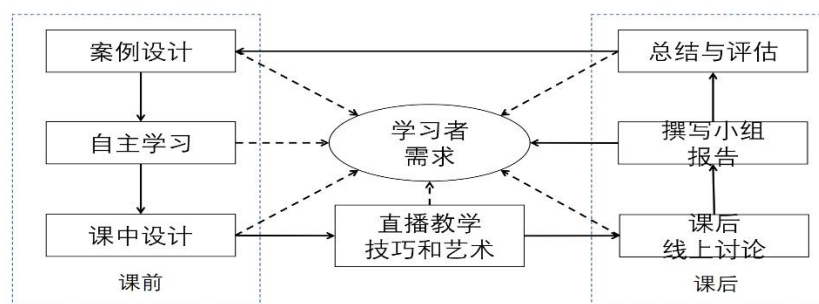 案例设计
自主学习
课中设计
课前
学习者
需求
直播教学
技巧和艺术
总结与评估
撰写小组
报告
课后
线上讨论
课后